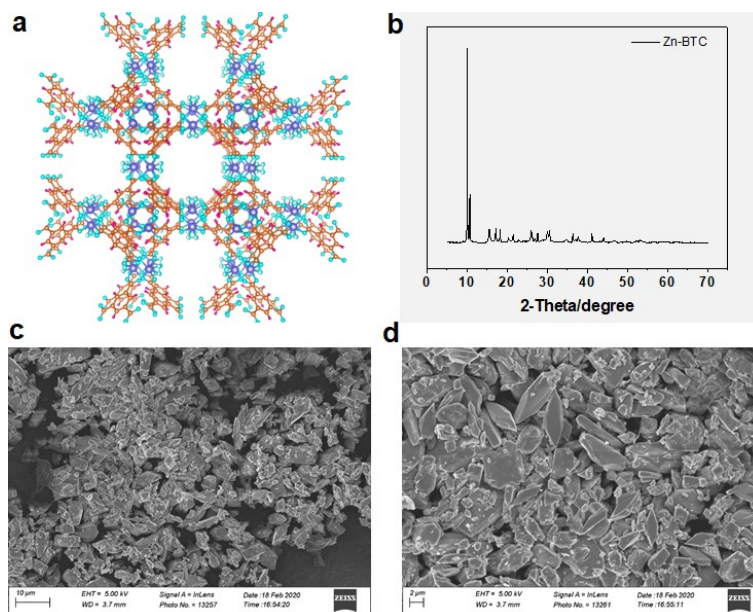 a
b
Zn-BTC
0 10 20 30 40 50 60 70
2-Theta/degree
c
d
10 µm
EHT = 5.00 kV
Signal A = InLens
Date :18 Feb 2020
WD = 3.7 mm
Photo No. = 13257
Time :16:54:20
ZEISS
2 µm
EHT = 5.00 kV
Signal A = InLens
Date :18 Feb 2020
WD = 3.7 mm
Photo No. = 13261
Time :16:55:11
ZEISS